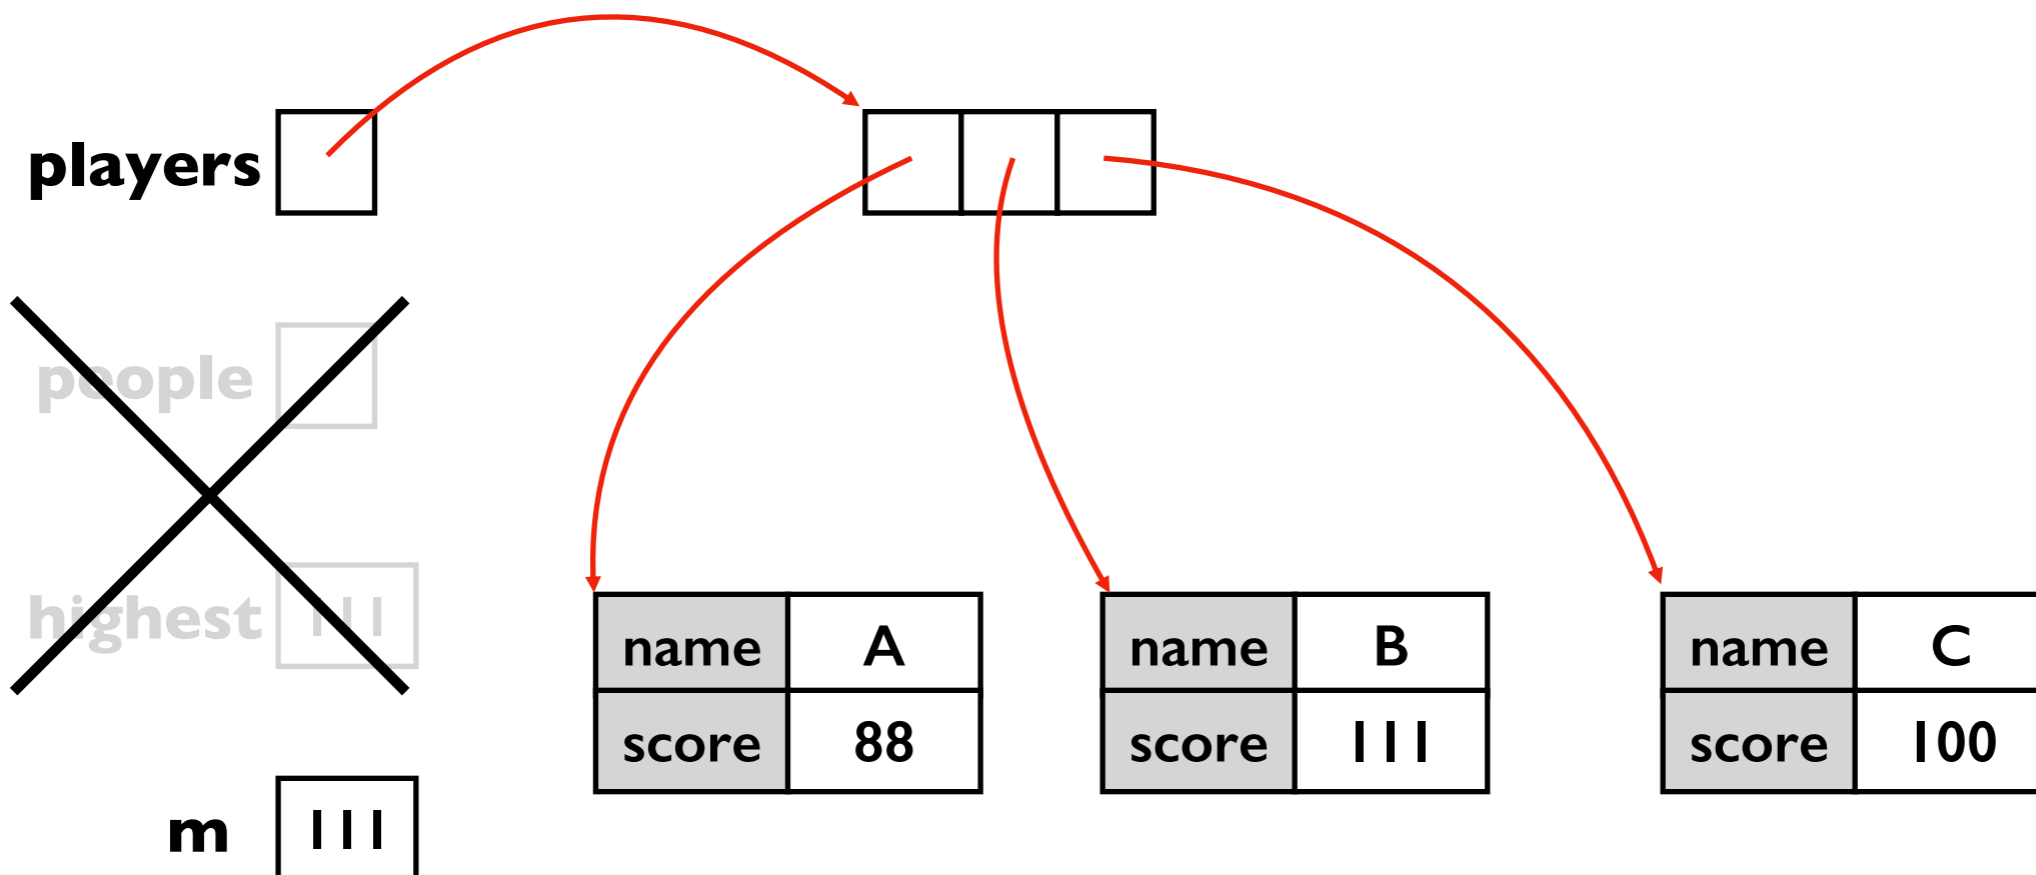 players
people
highest 111
name A name B name C
score 88 score 111 score 100
m 111